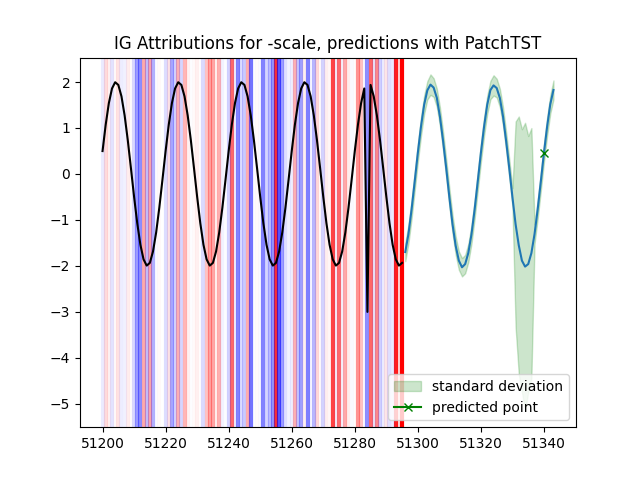 IG Attributions for -scale, predictions with PatchTST
2
1
0
−1
−2
−3
−4
−5
standard deviation
predicted point
51200 51220 51240 51260 51280 51300 51320 51340